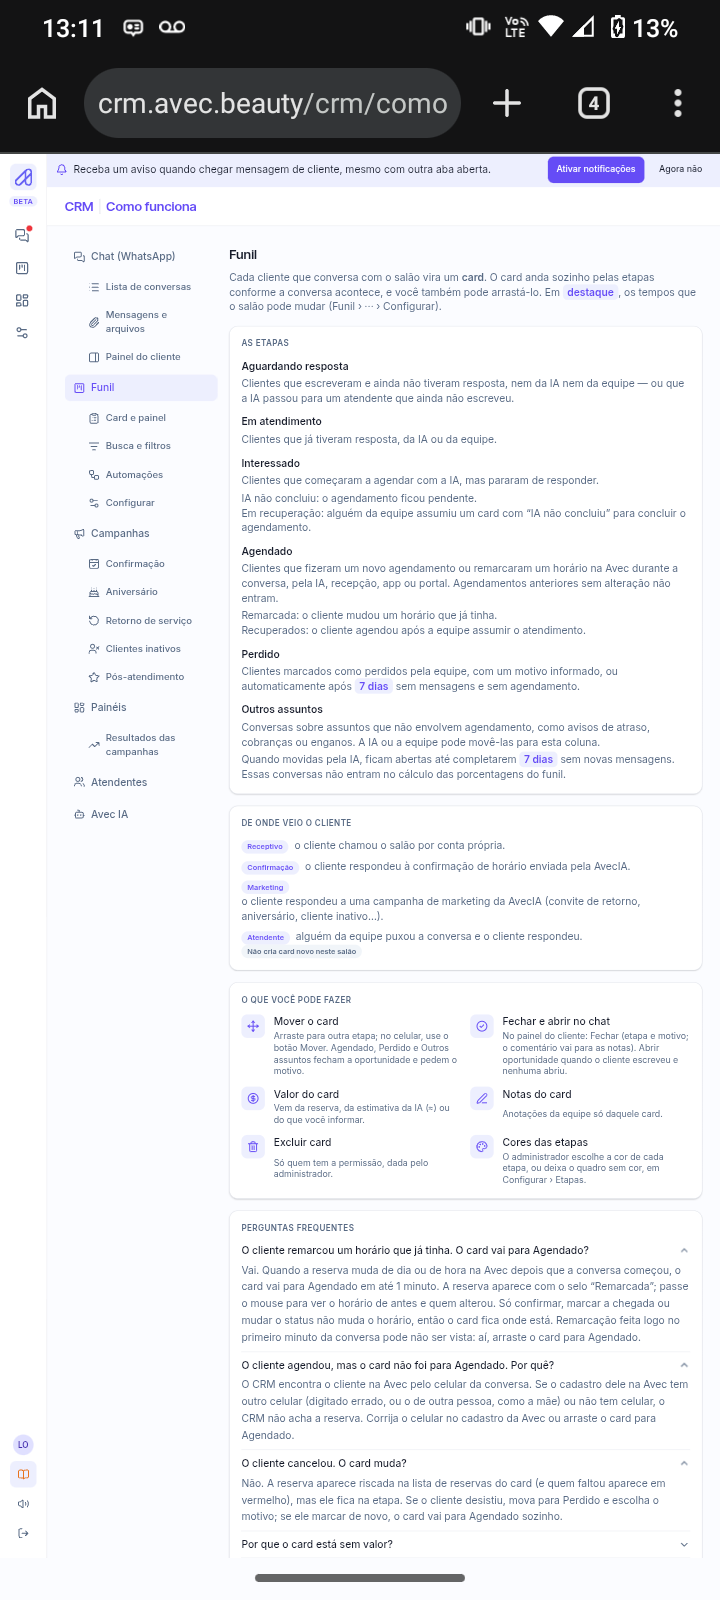 13:11
Vo))
LTE
13%
crm.avec.beauty/crm/como
4
Receba um aviso quando chegar mensagem de cliente, mesmo com outra aba aberta.
Ativar notificações
Agora não
BETA
CRM
Como funciona
Chat (WhatsApp)
Lista de conversas
Mensagens e
arquivos
Painel do cliente
Funil
Card e painel
Busca e filtros
Automações
Configurar
Campanhas
Confirmação
Aniversário
Retorno de serviço
Clientes inativos
Pós-atendimento
Painéis
Resultados das
campanhas
Atendentes
Avec IA
LO
Funil
Cada cliente que conversa com o salão vira um card. O card anda sozinho pelas etapas
conforme a conversa acontece, e você também pode arrastá-lo. Em destaque, os tempos que
o salão pode mudar (Funil › ··· › Configurar).
AS ETAPAS
Aguardando resposta
Clientes que escreveram e ainda não tiveram resposta, nem da IA nem da equipe — ou que
a IA passou para um atendente que ainda não escreveu.
Em atendimento
Clientes que já tiveram resposta, da IA ou da equipe.
Interessado
Clientes que começaram a agendar com a IA, mas pararam de responder.
IA não concluiu: o agendamento ficou pendente.
Em recuperação: alguém da equipe assumiu um card com “IA não concluiu” para concluir o
agendamento.
Agendado
Clientes que fizeram um novo agendamento ou remarcaram um horário na Avec durante a
conversa, pela IA, recepção, app ou portal. Agendamentos anteriores sem alteração não
entram.
Remarcada: o cliente mudou um horário que já tinha.
Recuperados: o cliente agendou após a equipe assumir o atendimento.
Perdido
Clientes marcados como perdidos pela equipe, com um motivo informado, ou
automaticamente após 7 dias sem mensagens e sem agendamento.
Outros assuntos
Conversas sobre assuntos que não envolvem agendamento, como avisos de atraso,
cobranças ou enganos. A IA ou a equipe pode movê-las para esta coluna.
Quando movidas pela IA, ficam abertas até completarem 7 dias sem novas mensagens.
Essas conversas não entram no cálculo das porcentagens do funil.
DE ONDE VEIO O CLIENTE
Receptivo o cliente chamou o salão por conta própria.
Confirmação o cliente respondeu à confirmação de horário enviada pela AvecIA.
Marketing
o cliente respondeu a uma campanha de marketing da AvecIA (convite de retorno,
aniversário, cliente inativo...).
Atendente alguém da equipe puxou a conversa e o cliente respondeu.
Não cria card novo neste salão
O QUE VOCÊ PODE FAZER
Mover o card
Arraste para outra etapa; no celular, use o
botão Mover. Agendado, Perdido e Outros
assuntos fecham a oportunidade e pedem o
motivo.
Fechar e abrir no chat
No painel do cliente: Fechar (etapa e motivo;
o comentário vai para as notas). Abrir
oportunidade quando o cliente escreveu e
nenhuma abriu.
Valor do card
Vem da reserva, da estimativa da IA (≈) ou
do que você informar.
Notas do card
Anotações da equipe só daquele card.
Excluir card
Só quem tem a permissão, dada pelo
administrador.
Cores das etapas
O administrador escolhe a cor de cada
etapa, ou deixa o quadro sem cor, em
Configurar › Etapas.
PERGUNTAS FREQUENTES
O cliente remarcou um horário que já tinha. O card vai para Agendado?
Vai. Quando a reserva muda de dia ou de hora na Avec depois que a conversa começou, o
card vai para Agendado em até 1 minuto. A reserva aparece com o selo “Remarcada”; passe
o mouse para ver o horário de antes e quem alterou. Só confirmar, marcar a chegada ou
mudar o status não muda o horário, então o card fica onde está. Remarcação feita logo no
primeiro minuto da conversa pode não ser vista: aí, arraste o card para Agendado.
O cliente agendou, mas o card não foi para Agendado. Por quê?
O CRM encontra o cliente na Avec pelo celular da conversa. Se o cadastro dele na Avec tem
outro celular (digitado errado, ou o de outra pessoa, como a mãe) ou não tem celular, o
CRM não acha a reserva. Corrija o celular no cadastro da Avec ou arraste o card para
Agendado.
O cliente cancelou. O card muda?
Não. A reserva aparece riscada na lista de reservas do card (e quem faltou aparece em
vermelho), mas ele fica na etapa. Se o cliente desistiu, mova para Perdido e escolha o
motivo; se ele marcar de novo, o card vai para Agendado sozinho.
Por que o card está sem valor?